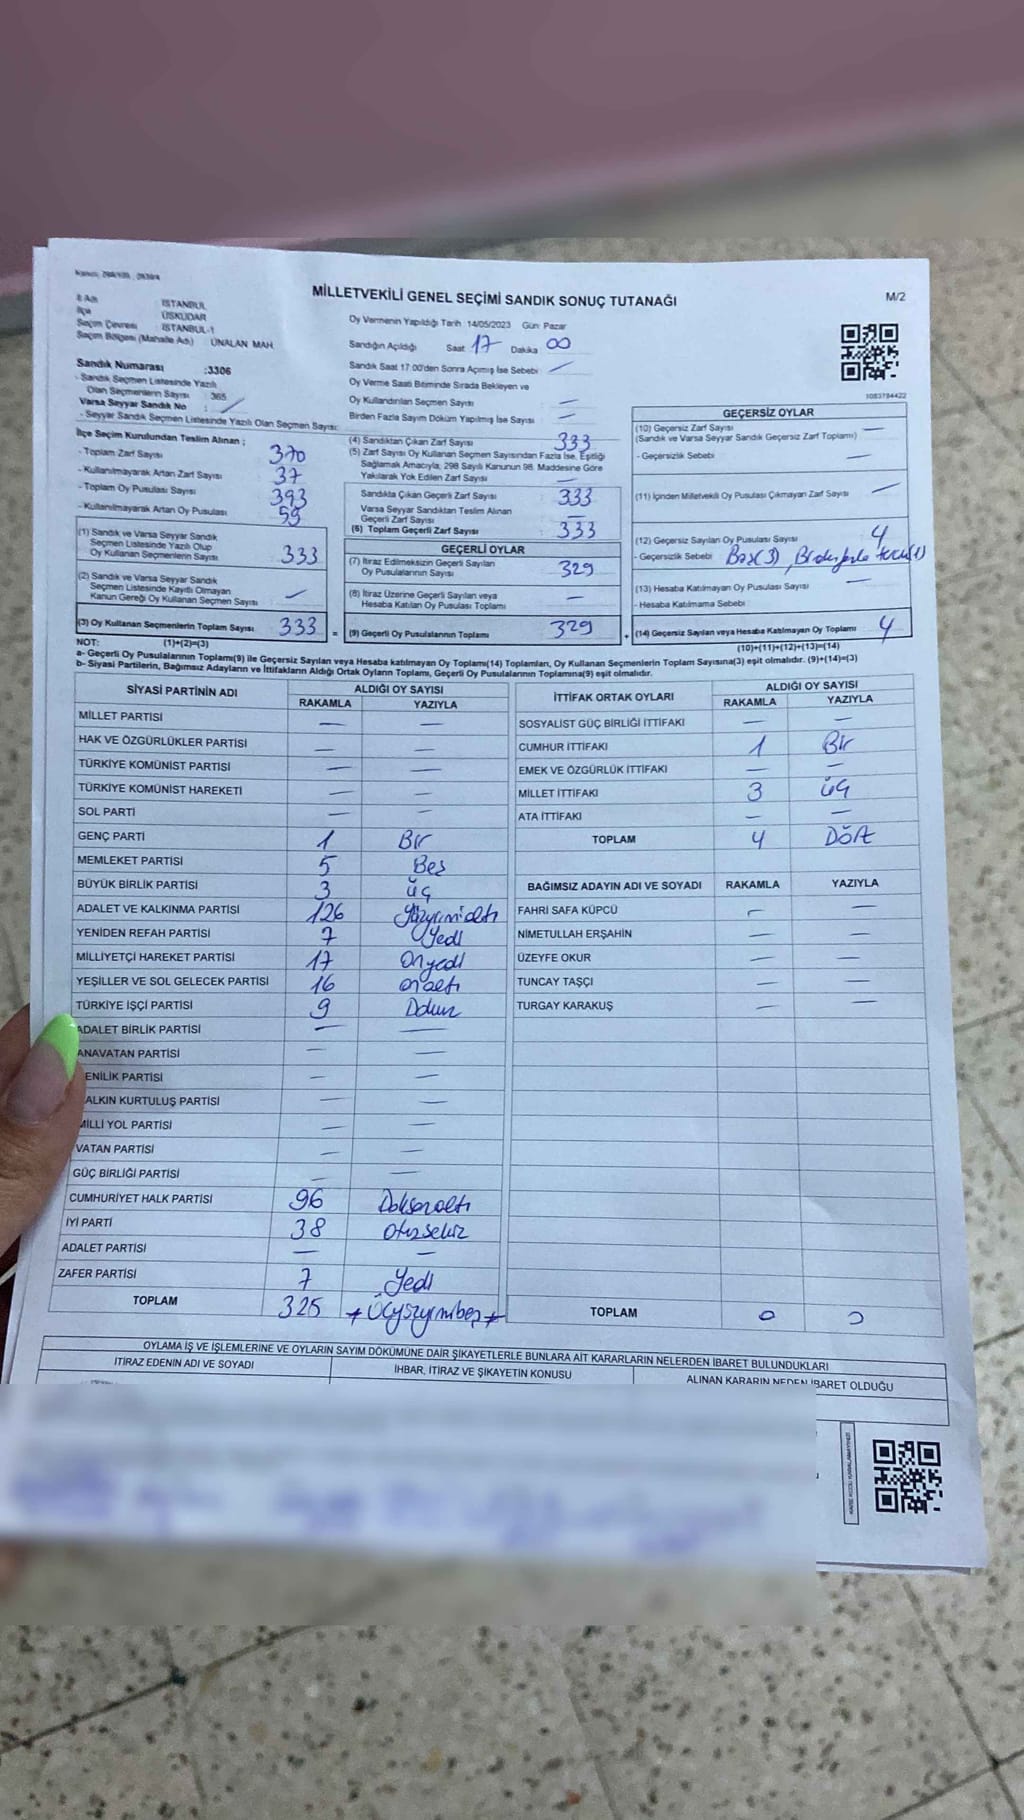 MİLLETVEKİLİ GENEL SEÇİMİ SANDIK SONUÇ TUTANAĞI
M/2
İl Adı : İSTANBUL
İlçe : ÜSKÜDAR
Seçim Çevresi : İSTANBUL-1
Seçim Bölgesi (Mahalle Adı) : ÜNALAN MAH.
Oy Vermenin Yapıldığı Tarih :14/05/2023 Gün: Pazar
Sandığın Açıldığı Saat 17 Dakika 00
Sandık Saat 17:00'den Sonra Açılmış İse Sebebi —
Oy Verme Saati Bitiminde Sırada Bekleyen ve
Oy Kullandırılan Seçmen Sayısı —
Birden Fazla Sayım Döküm Yapılmış İse Sayısı —
1083784422
Sandık Numarası :3306
- Sandık Seçmen Listesinde Yazılı
Olan Seçmenlerin Sayısı : 365
Varsa Seyyar Sandık No : —
- Seyyar Sandık Seçmen Listesinde Yazılı Olan Seçmen Sayısı:
İlçe Seçim Kurulundan Teslim Alınan ;
- Toplam Zarf Sayısı 370
- Kullanılmayarak Artan Zarf Sayısı 37
- Toplam Oy Pusulası Sayısı 393
- Kullanılmayarak Artan Oy Pusulası 59
(1) Sandık ve Varsa Seyyar Sandık
Seçmen Listesinde Yazılı Olup
Oy Kullanan Seçmenlerin Sayısı 333
(2) Sandık ve Varsa Seyyar Sandık
Seçmen Listesinde Kayıtlı Olmayan
Kanun Gereği Oy Kullanan Seçmen Sayısı —
(3) Oy Kullanan Seçmenlerin Toplam Sayısı 333 =
(4) Sandıktan Çıkan Zarf Sayısı 333
(5) Zarf Sayısı Oy Kullanan Seçmen Sayısından Fazla İse, Eşitliği
Sağlamak Amacıyla; 298 Sayılı Kanunun 98. Maddesine Göre
Yakılarak Yok Edilen Zarf Sayısı —
Sandıkta Çıkan Geçerli Zarf Sayısı 333
Varsa Seyyar Sandıktan Teslim Alınan
Geçerli Zarf Sayısı —
(6) Toplam Geçerli Zarf Sayısı 333
GEÇERLİ OYLAR
(7) İtiraz Edilmeksizin Geçerli Sayılan
Oy Pusulalarının Sayısı 329
(8) İtiraz Üzerine Geçerli Sayılan veya
Hesaba Katılan Oy Pusulası Toplamı —
(9) Geçerli Oy Pusulalarının Toplamı 329 +
GEÇERSİZ OYLAR
(10) Geçersiz Zarf Sayısı —
(Sandık ve Varsa Seyyar Sandık Geçersiz Zarf Toplamı)
- Geçersizlik Sebebi —
(11) İçinden Milletvekili Oy Pusulası Çıkmayan Zarf Sayısı —
(12) Geçersiz Sayılan Oy Pusulası Sayısı 4
- Geçersizlik Sebebi Boş(3), Birden fazla tercih(1)
(13) Hesaba Katılmayan Oy Pusulası Sayısı —
- Hesaba Katılmama Sebebi
(14) Geçersiz Sayılan veya Hesaba Katılmayan Oy Toplamı 4
NOT: (1)+(2)=(3)
(10)+(11)+(12)+(13)=(14)
a- Geçerli Oy Pusulalarının Toplamı(9) ile Geçersiz Sayılan veya Hesaba katılmayan Oy Toplamı(14) Toplamları, Oy Kullanan Seçmenlerin Toplam Sayısına(3) eşit olmalıdır. (9)+(14)=(3)
b- Siyasi Partilerin, Bağımsız Adayların ve İttifakların Aldığı Ortak Oyların Toplamı, Geçerli Oy Pusulalarının Toplamına(9) eşit olmalıdır.
SİYASİ PARTİNİN ADI ALDIĞI OY SAYISI
RAKAMLA YAZIYLA
MİLLET PARTİSİ — —
HAK VE ÖZGÜRLÜKLER PARTİSİ — —
TÜRKİYE KOMÜNİST PARTİSİ — —
TÜRKİYE KOMÜNİST HAREKETİ — —
SOL PARTİ — —
GENÇ PARTİ 1 Bir
MEMLEKET PARTİSİ 5 Beş
BÜYÜK BİRLİK PARTİSİ 3 üç
ADALET VE KALKINMA PARTİSİ 126 Yüzyirmialtı
YENİDEN REFAH PARTİSİ 7 Yedi
MİLLİYETÇİ HAREKET PARTİSİ 17 Onyedi
YEŞİLLER VE SOL GELECEK PARTİSİ 16 onaltı
TÜRKİYE İŞÇİ PARTİSİ 9 Dokuz
ADALET BİRLİK PARTİSİ — —
ANAVATAN PARTİSİ — —
ENİLİK PARTİSİ — —
ALKIN KURTULUŞ PARTİSİ — —
MİLLİ YOL PARTİSİ — —
VATAN PARTİSİ — —
GÜÇ BİRLİĞİ PARTİSİ — —
CUMHURİYET HALK PARTİSİ 96 Doksanaltı
İYİ PARTİ 38 Otuzsekiz
ADALET PARTİSİ — —
ZAFER PARTİSİ 7 Yedi
TOPLAM 325 Üçyüzyirmibeş
İTTİFAK ORTAK OYLARI ALDIĞI OY SAYISI
RAKAMLA YAZIYLA
SOSYALİST GÜÇ BİRLİĞİ İTTİFAKI — —
CUMHUR İTTİFAKI 1 Bir
EMEK VE ÖZGÜRLÜK İTTİFAKI — —
MİLLET İTTİFAKI 3 üç
ATA İTTİFAKI — —
TOPLAM 4 Dört
BAĞIMSIZ ADAYIN ADI VE SOYADI RAKAMLA YAZIYLA
FAHRİ SAFA KÜPCÜ — —
NİMETULLAH ERŞAHİN — —
ÜZEYFE OKUR — —
TUNCAY TAŞÇI — —
TURGAY KARAKUŞ — —
TOPLAM 0
OYLAMA İŞ VE İŞLEMLERİNE VE OYLARIN SAYIM DÖKÜMÜNE DAİR ŞİKAYETLERLE BUNLARA AİT KARARLARIN NELERDEN İBARET BULUNDUKLARI
İTİRAZ EDENİN ADI VE SOYADI
İHBAR, İTİRAZ VE ŞİKAYETİN KONUSU
ALINAN KARARIN NEDEN İBARET OLDUĞU